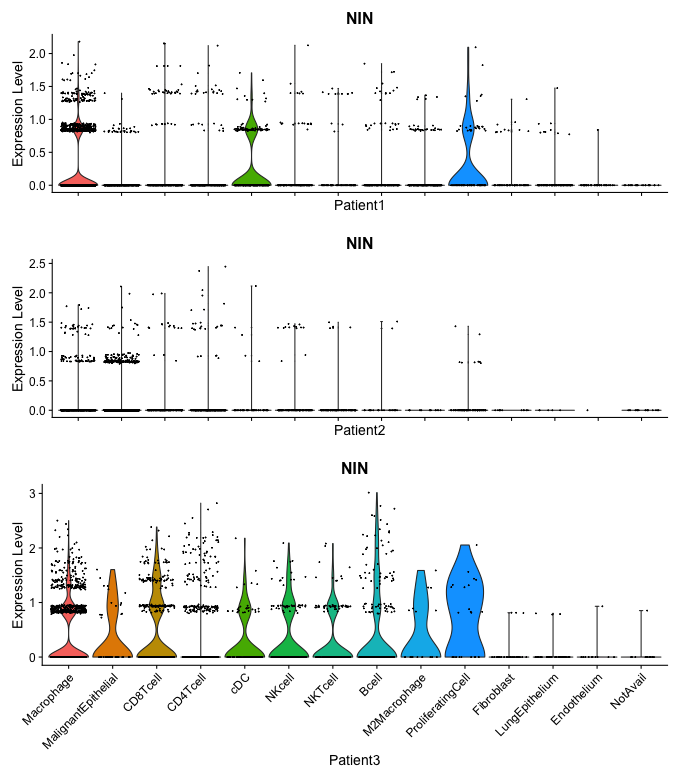 NIN
Expression Level
2.0
1.5
1.0
0.5
0.0
Patient1
NIN
Expression Level
2.5
2.0
1.5
1.0
0.5
0.0
Patient2
NIN
Expression Level
3
2
1
0
Macrophage
MalignantEpithelial
CD8Tcell
CD4Tcell
cDC
NKcell
NKTcell
Bcell
M2Macrophage
ProliferatingCell
Fibroblast
LungEpithelium
Endothelium
NotAvail
Patient3